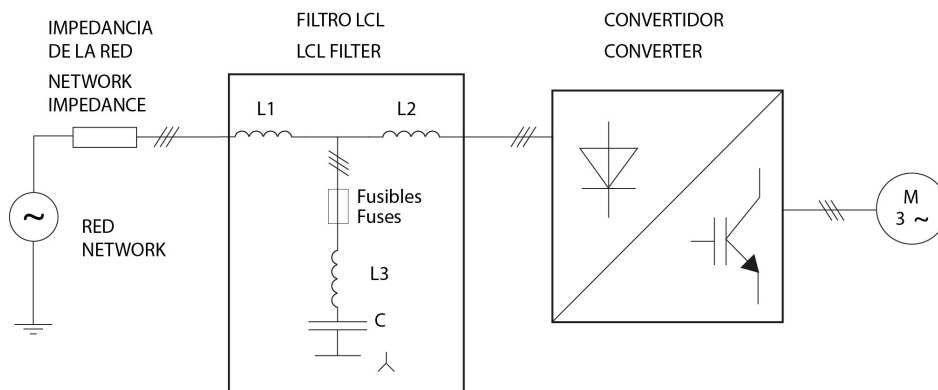 IMPEDANCIA
DE LA RED
NETWORK
IMPEDANCE
FILTRO LCL
LCL FILTER
CONVERTIDOR
CONVERTER
L1
L2
Fusibles
Fuses
M
3 ~
~
RED
NETWORK
L3
C